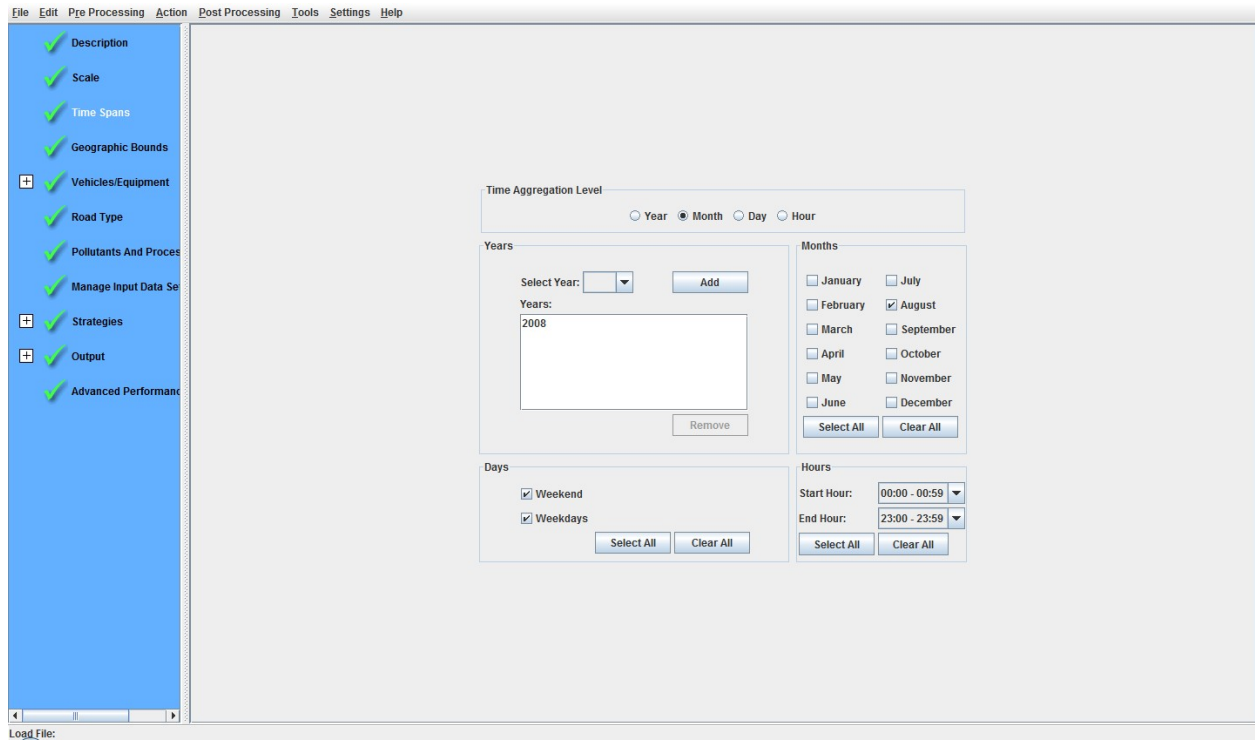 File Edit Pre Processing Action Post Processing Tools Settings Help
Description
Scale
Time Spans
Geographic Bounds
Vehicles/Equipment
Road Type
Pollutants And Proces
Manage Input Data Se
Strategies
Output
Advanced Performanc
Time Aggregation Level
Year Month Day Hour
Years
Select Year: Add
Years:
2008
Remove
Months
January July
February August
March September
April October
May November
June December
Select All Clear All
Days
Weekend
Weekdays
Select All Clear All
Hours
Start Hour: 00:00 - 00:59
End Hour: 23:00 - 23:59
Select All Clear All
Load File: